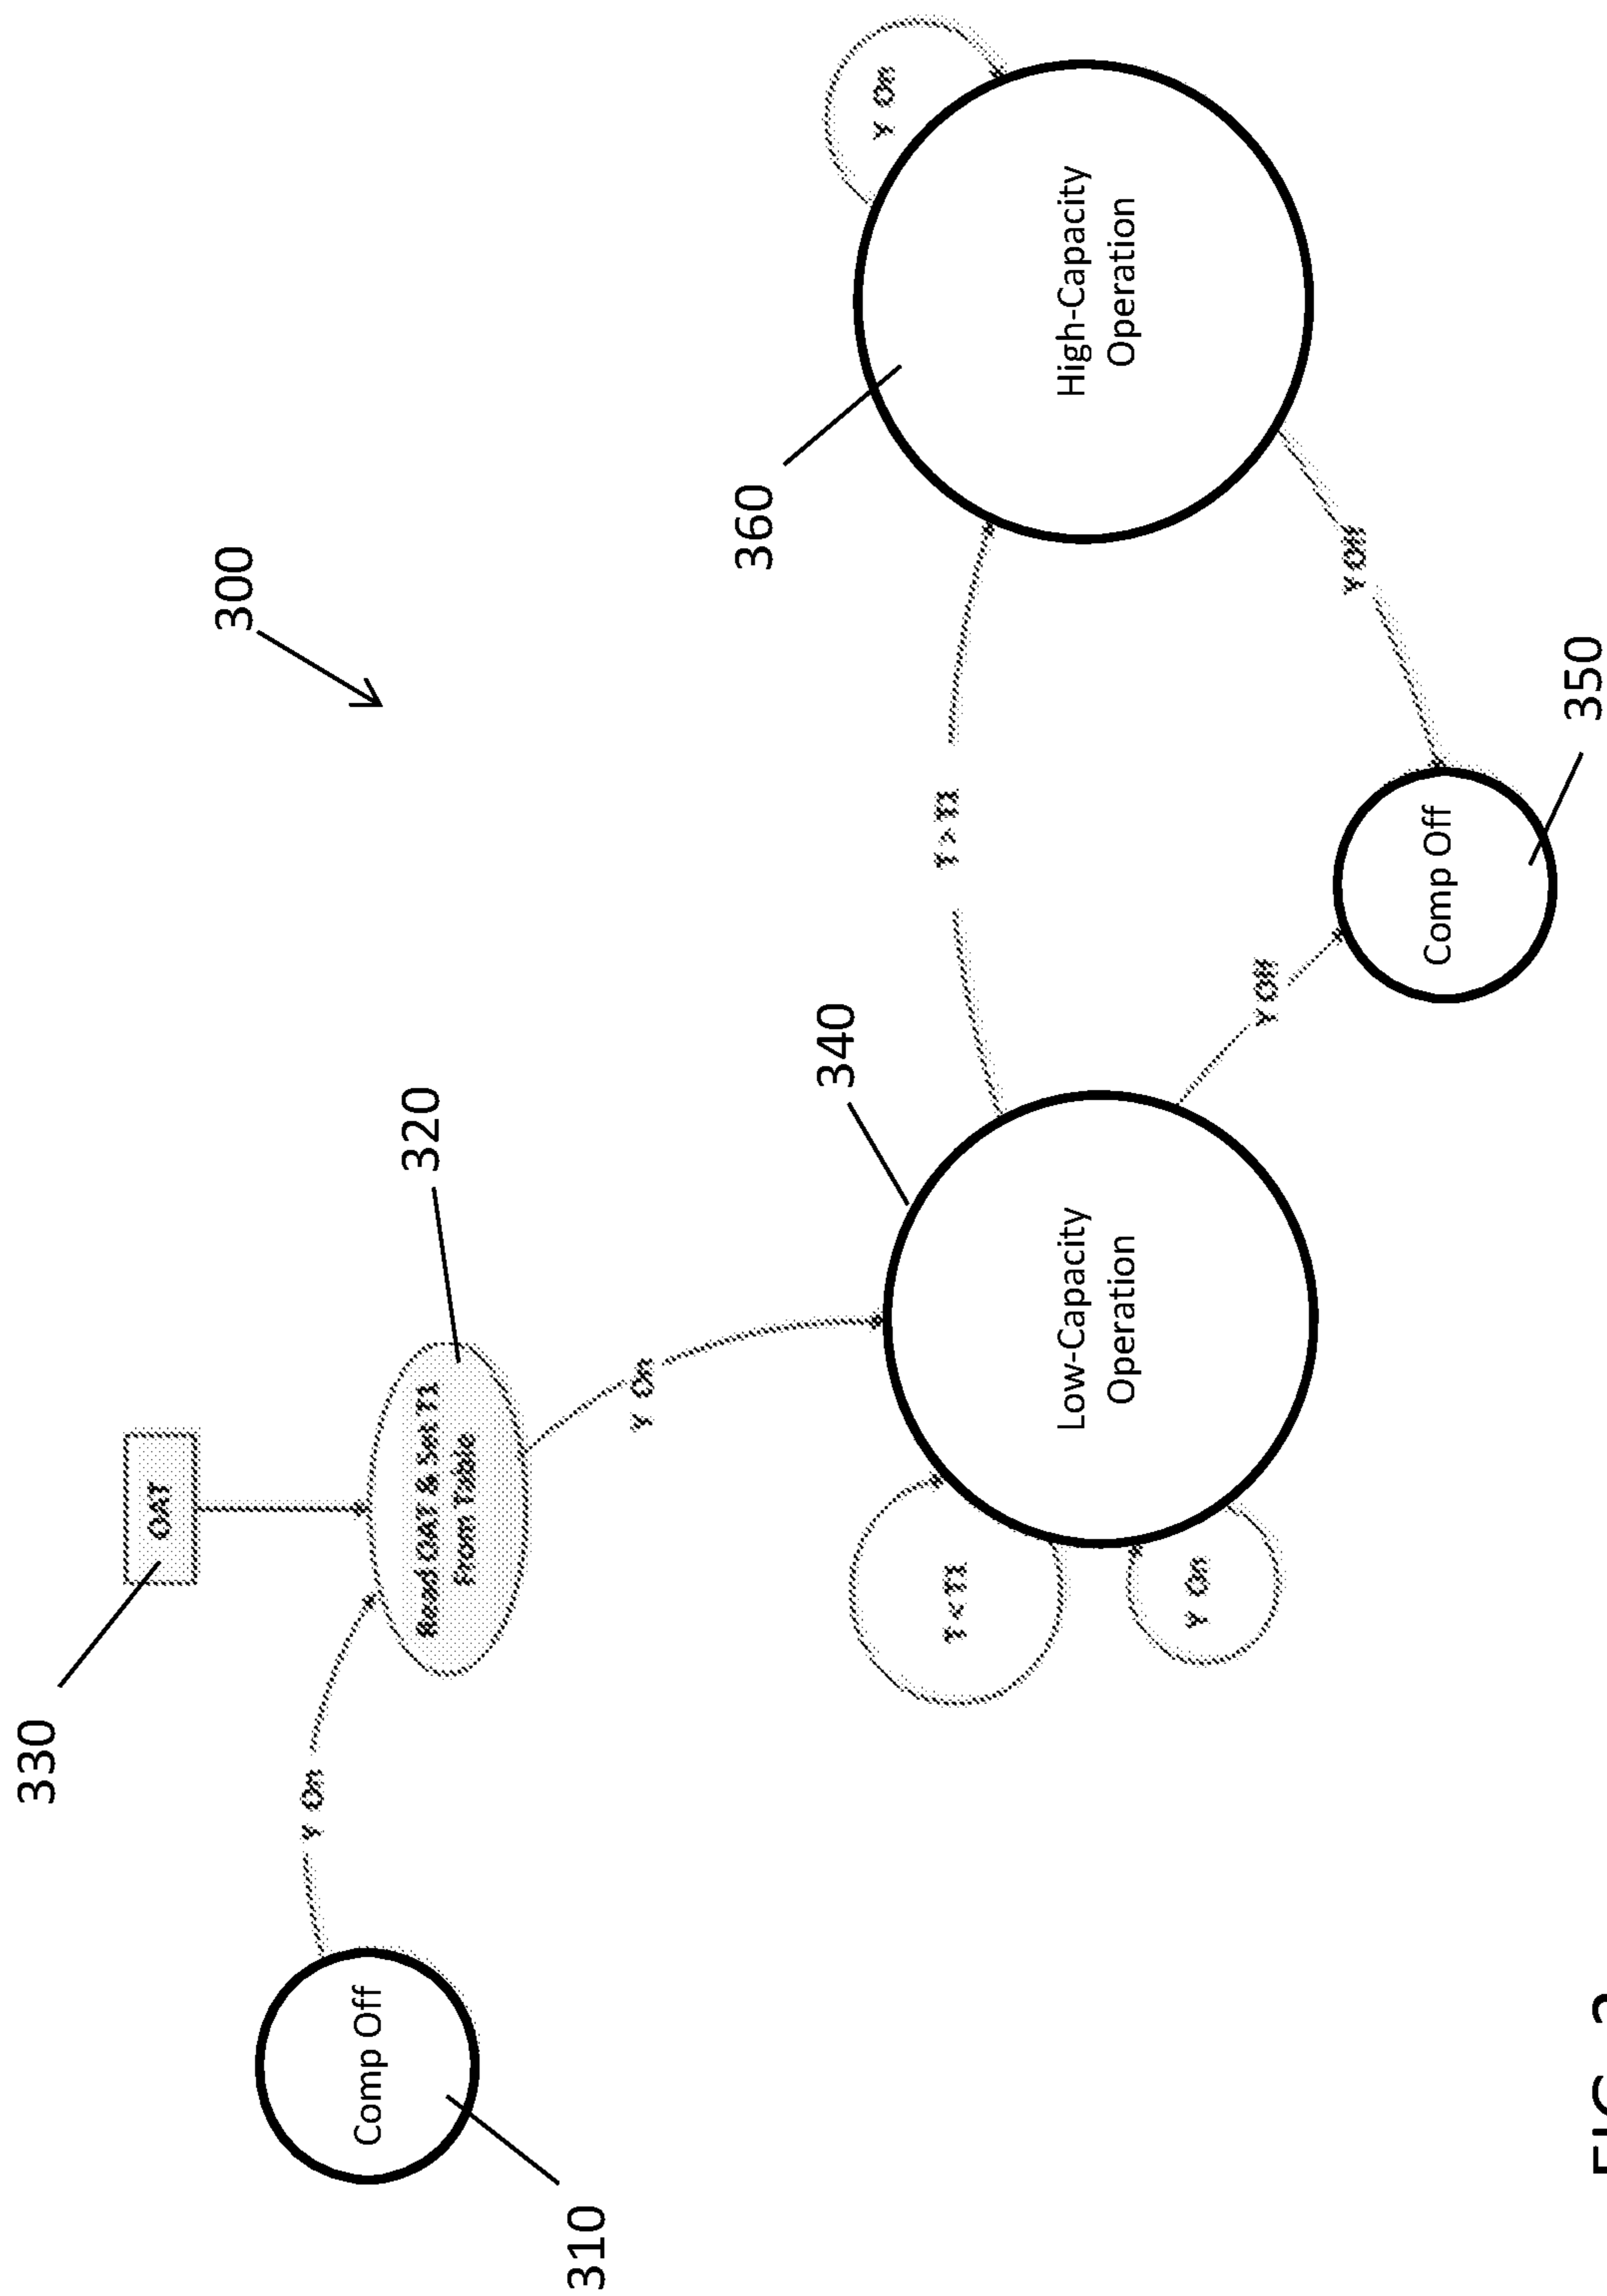 300
330
OAT
Y On
Read OAT & Set T1
From Table
320
Comp Off
310
Y On
340
360
Y On
Y < T1
Y > T1
Low-Capacity
Operation
High-Capacity
Operation
Y On
Y Off
Y Off
Comp Off
350